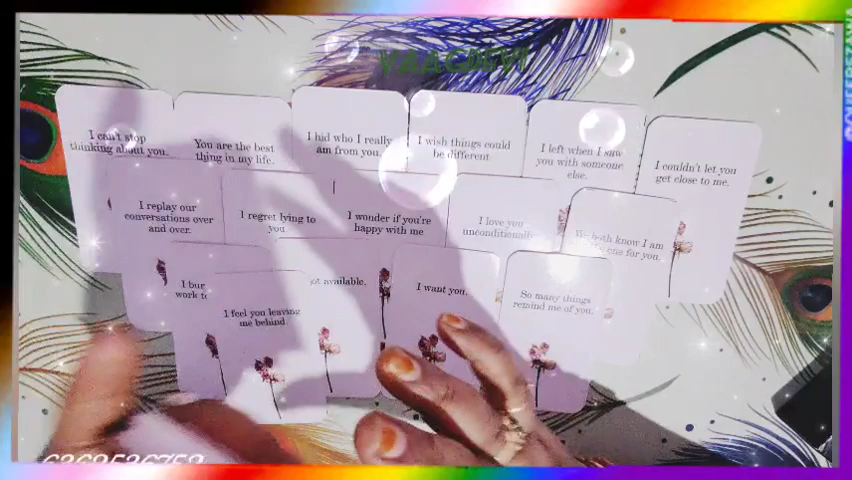 VAAGDEVI
I can't stop
thinking about you.
You are the best
thing in my life.
I hid who I really
am from you.
I wish things could
be different.
I left when I saw
you with someone
else.
I couldn't let you
get close to me.
I replay our
conversations over
and over.
I regret lying to
you.
I wonder if you're
happy with me
I love you
unconditionally
both know I am
one for you.
available.
I want you.
So many things
remind me of you.
I feel you leaving
me behind.